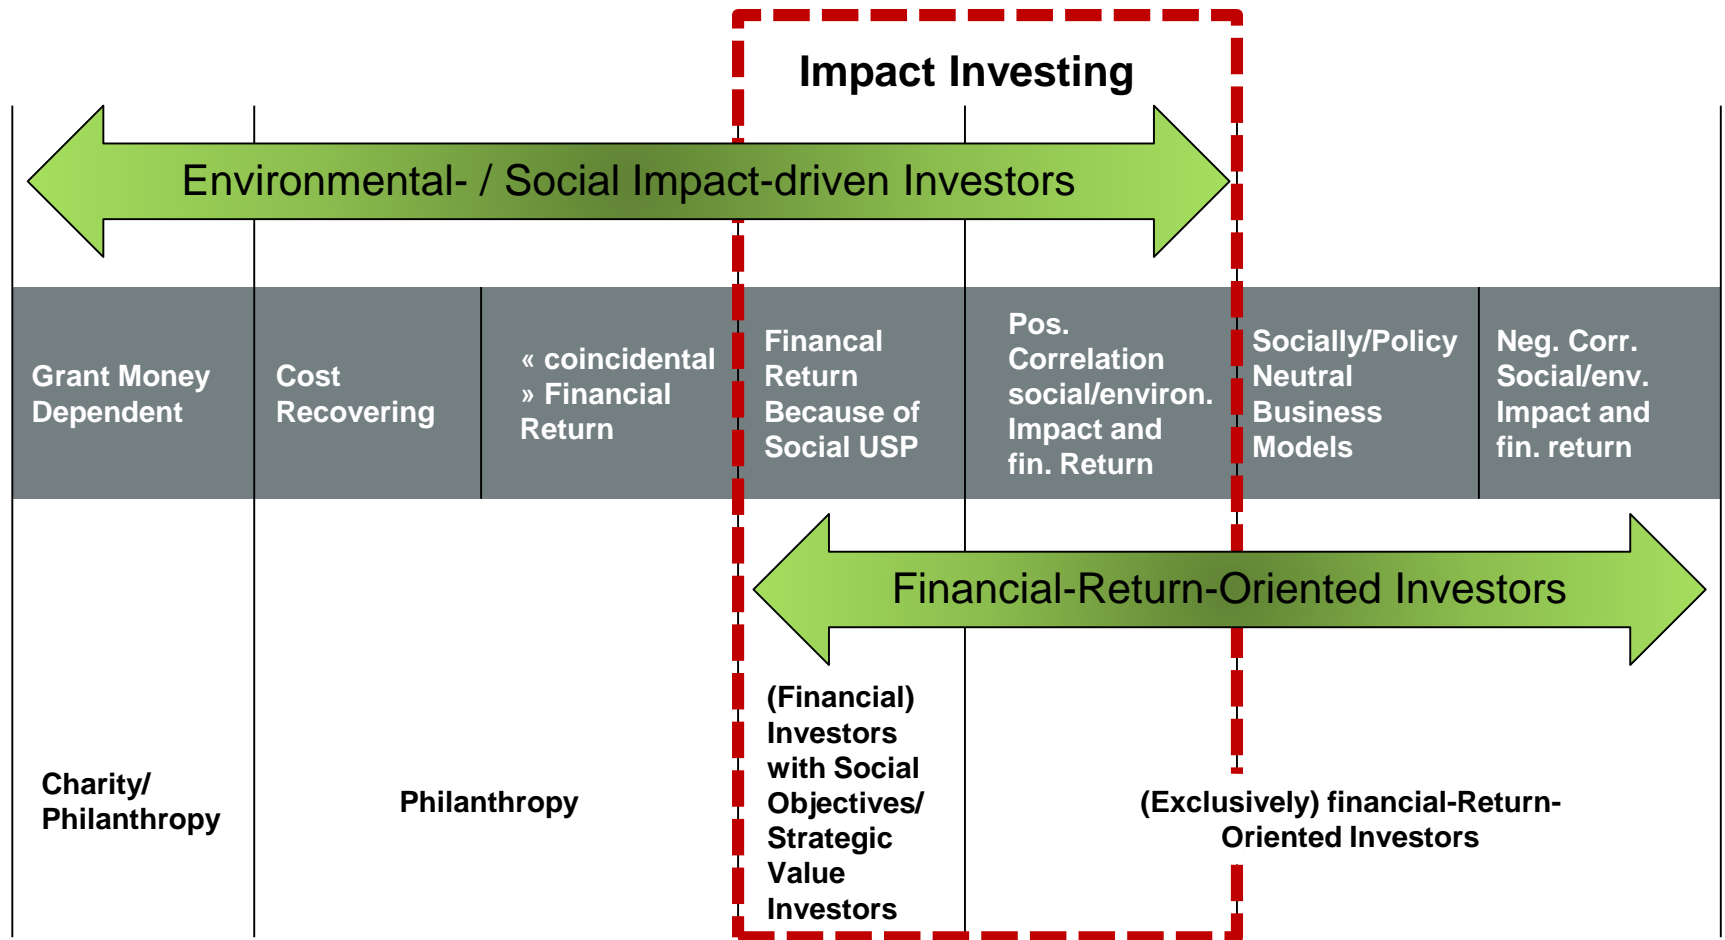 Impact Investing
Environmental- / Social Impact-driven Investors
Grant Money
Dependent
Cost
Recovering
« coincidental
» Financial
Return
Financal
Return
Because of
Social USP
Pos.
Correlation
social/environ.
Impact and
fin. Return
Socially/Policy
Neutral
Business
Models
Neg. Corr.
Social/env.
Impact and
fin. return
Financial-Return-Oriented Investors
Charity/
Philanthropy
Philanthropy
(Financial)
Investors
with Social
Objectives/
Strategic
Value
Investors
(Exclusively) financial-Return-
Oriented Investors